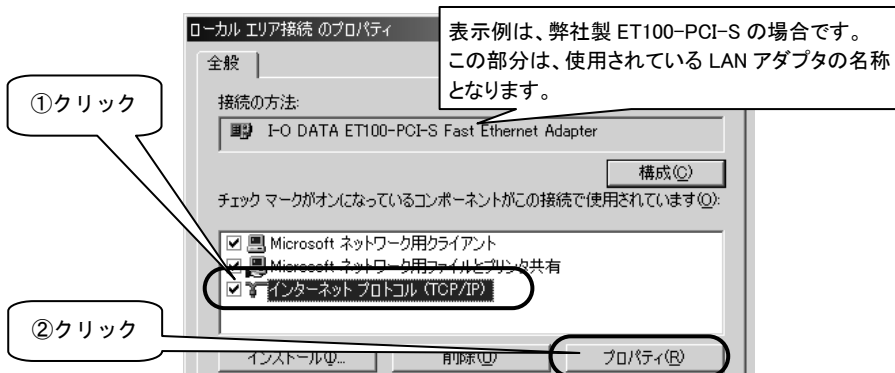 ローカル エリア接続 のプロパティ
表示例は、弊社製 ET100-PCI-S の場合です。
この部分は、使用されている LAN アダプタの名称
となります。
全般
①クリック
接続の方法:
I-O DATA ET100-PCI-S Fast Ethernet Adapter
構成(C)
チェック マークがオンになっているコンポーネントがこの接続で使用されています(O):
Microsoft ネットワーク用クライアント
Microsoft ネットワーク用ファイルとプリンタ共有
インターネット プロトコル (TCP/IP)
②クリック
インストール(I)...
削除(U)
プロパティ(R)